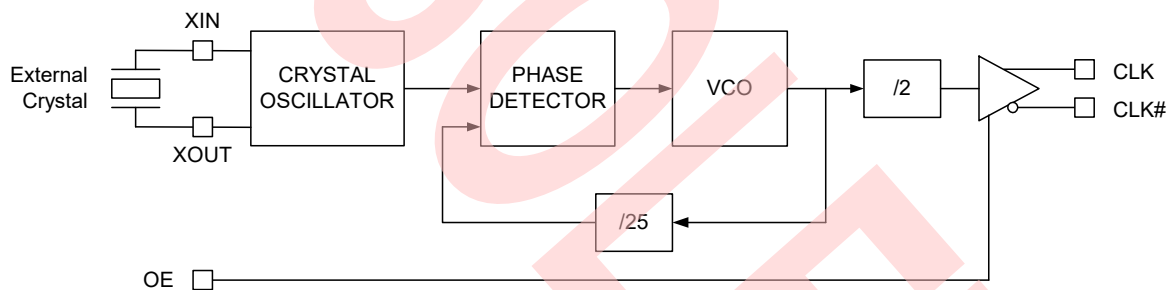 XIN
External
Crystal
XOUT
CRYSTAL
OSCILLATOR
PHASE
DETECTOR
VCO
/2
CLK
CLK#
/25
OE